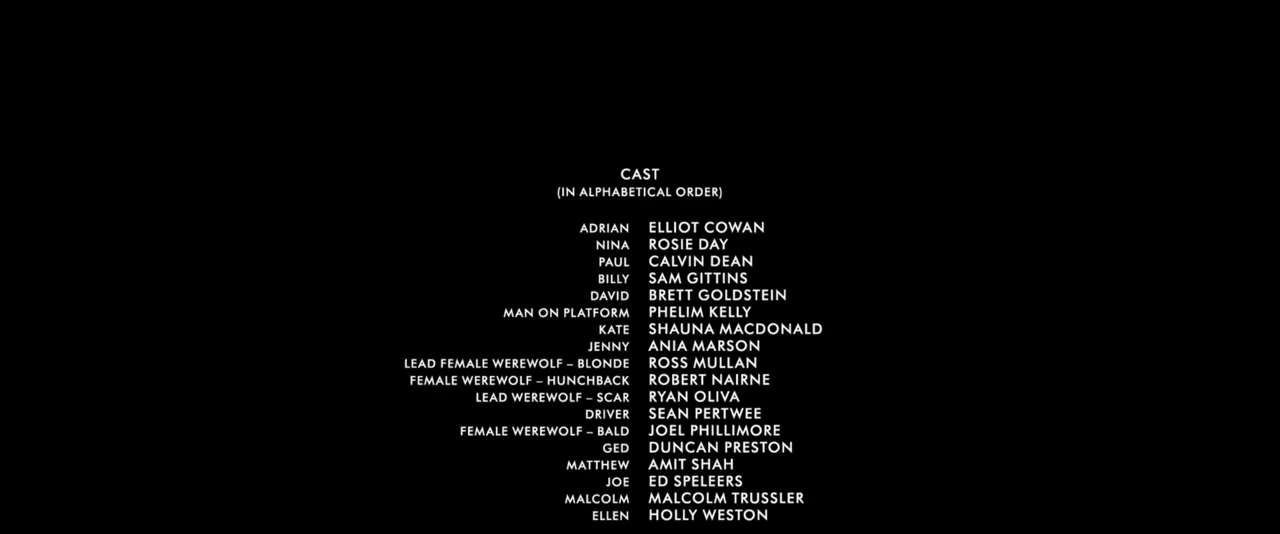 CAST
(IN ALPHABETICAL ORDER)
ADRIAN ELLIOT COWAN
NINA ROSIE DAY
PAUL CALVIN DEAN
BILLY SAM GITTINS
DAVID BRETT GOLDSTEIN
MAN ON PLATFORM PHELIM KELLY
KATE SHAUNA MACDONALD
JENNY ANIA MARSON
LEAD FEMALE WEREWOLF – BLONDE ROSS MULLAN
FEMALE WEREWOLF – HUNCHBACK ROBERT NAIRNE
LEAD WEREWOLF – SCAR RYAN OLIVA
DRIVER SEAN PERTWEE
FEMALE WEREWOLF – BALD JOEL PHILLIMORE
GED DUNCAN PRESTON
MATTHEW AMIT SHAH
JOE ED SPELEERS
MALCOLM MALCOLM TRUSSLER
ELLEN HOLLY WESTON